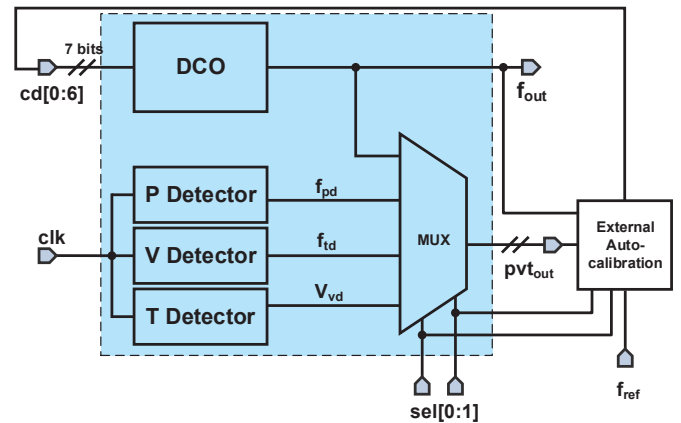 7 bits
DCO
cd[0:6]
fout
P Detector
fpd
clk
V Detector
ftd
MUX
pvtout
External
Auto-
calibration
T Detector
Vvd
sel[0:1]
fref